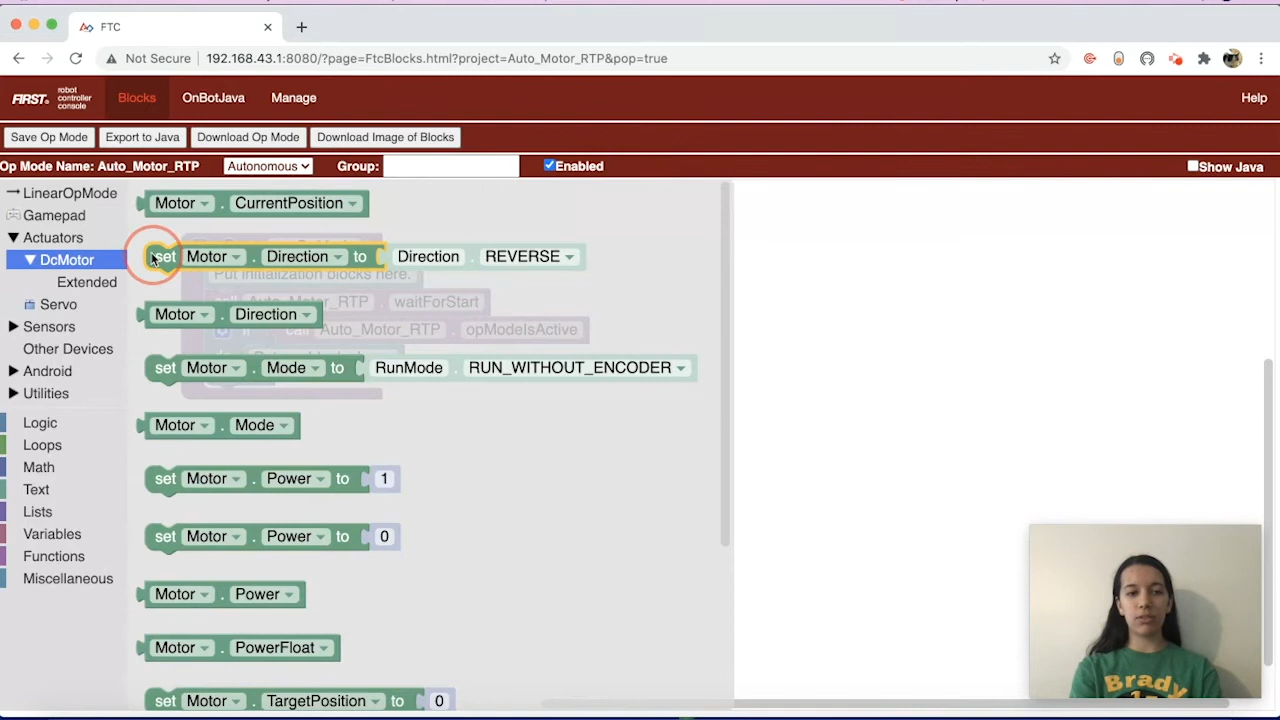 FTC
Not Secure 192.168.43.1:8080/?page=FtcBlocks.html?project=Auto_Motor_RTP&pop=true
FIRST. robot controller console Blocks OnBotJava Manage Help
Save Op Mode Export to Java Download Op Mode Download Image of Blocks
Op Mode Name: Auto_Motor_RTP Autonomous Group: Enabled Show Java
LinearOpMode
Gamepad
Actuators
DcMotor
Extended
Servo
Sensors
Other Devices
Android
Utilities
Logic
Loops
Math
Text
Lists
Variables
Functions
Miscellaneous
Motor . CurrentPosition
set Motor . Direction to Direction . REVERSE
Put initialization blocks here.
call Auto_Motor_RTP . waitForStart
Motor . Direction
if call Auto_Motor_RTP . opModeIsActive
set Motor . Mode to RunMode . RUN_WITHOUT_ENCODER
Motor . Mode
set Motor . Power to 1
set Motor . Power to 0
Motor . Power
Motor . PowerFloat
set Motor . TargetPosition to 0
Brady